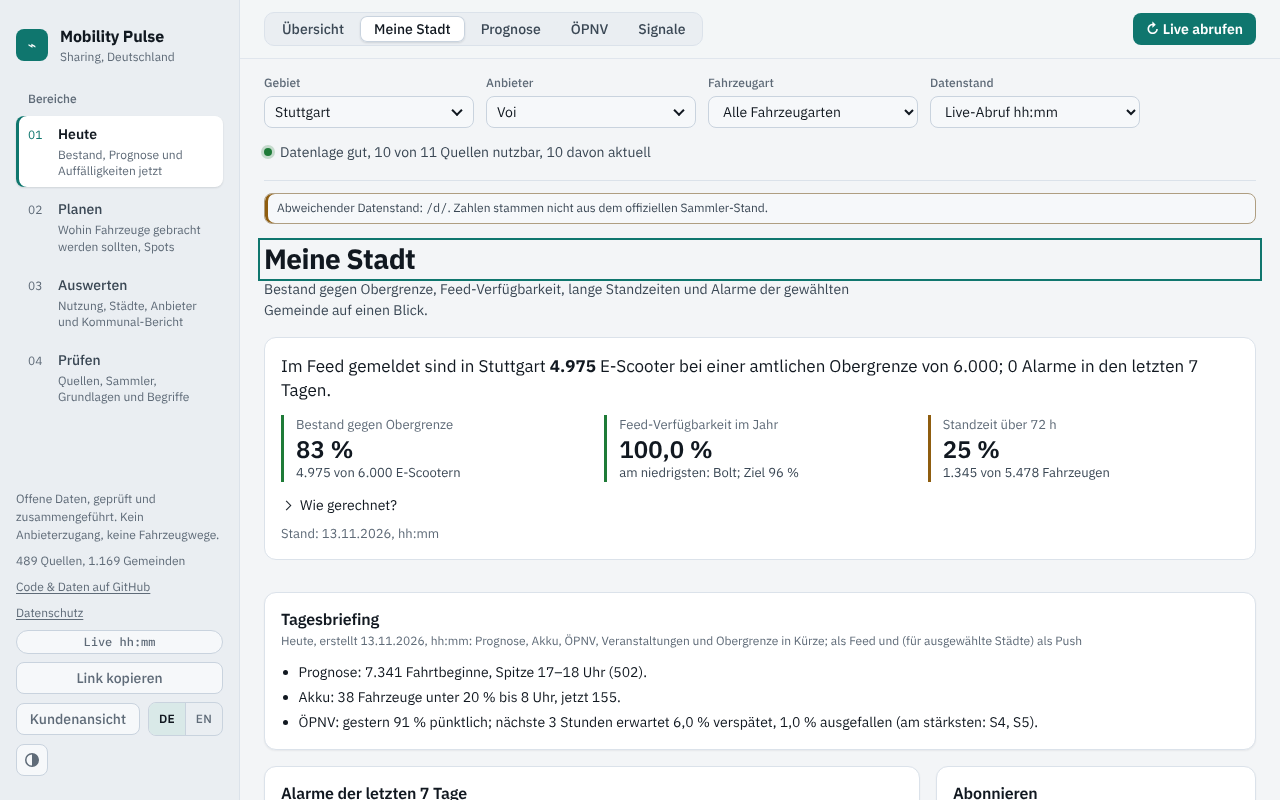 Mobility Pulse
Sharing, Deutschland
Bereiche
01 Heute
Bestand, Prognose und
Auffälligkeiten jetzt
02 Planen
Wohin Fahrzeuge gebracht
werden sollten, Spots
03 Auswerten
Nutzung, Städte, Anbieter
und Kommunal-Bericht
04 Prüfen
Quellen, Sammler,
Grundlagen und Begriffe
Offene Daten, geprüft und
zusammengeführt. Kein
Anbieterzugang, keine Fahrzeugwege.
489 Quellen, 1.169 Gemeinden
Code & Daten auf GitHub
Datenschutz
Live hh:mm
Link kopieren
Kundenansicht DE EN
Übersicht Meine Stadt Prognose ÖPNV Signale
↻ Live abrufen
Gebiet Anbieter Fahrzeugart Datenstand
Stuttgart Voi Alle Fahrzeugarten Live-Abruf hh:mm
Datenlage gut, 10 von 11 Quellen nutzbar, 10 davon aktuell
Abweichender Datenstand: /d/. Zahlen stammen nicht aus dem offiziellen Sammler-Stand.
Meine Stadt
Bestand gegen Obergrenze, Feed-Verfügbarkeit, lange Standzeiten und Alarme der gewählten
Gemeinde auf einen Blick.
Im Feed gemeldet sind in Stuttgart 4.975 E-Scooter bei einer amtlichen Obergrenze von 6.000; 0 Alarme in den letzten 7
Tagen.
Bestand gegen Obergrenze
83 %
4.975 von 6.000 E-Scootern
Feed-Verfügbarkeit im Jahr
100,0 %
am niedrigsten: Bolt; Ziel 96 %
Standzeit über 72 h
25 %
1.345 von 5.478 Fahrzeugen
Wie gerechnet?
Stand: 13.11.2026, hh:mm
Tagesbriefing
Heute, erstellt 13.11.2026, hh:mm: Prognose, Akku, ÖPNV, Veranstaltungen und Obergrenze in Kürze; als Feed und (für ausgewählte Städte) als Push
• Prognose: 7.341 Fahrtbeginne, Spitze 17–18 Uhr (502).
• Akku: 38 Fahrzeuge unter 20 % bis 8 Uhr, jetzt 155.
• ÖPNV: gestern 91 % pünktlich; nächste 3 Stunden erwartet 6,0 % verspätet, 1,0 % ausgefallen (am stärksten: S4, S5).
Alarme der letzten 7 Tage
Abonnieren